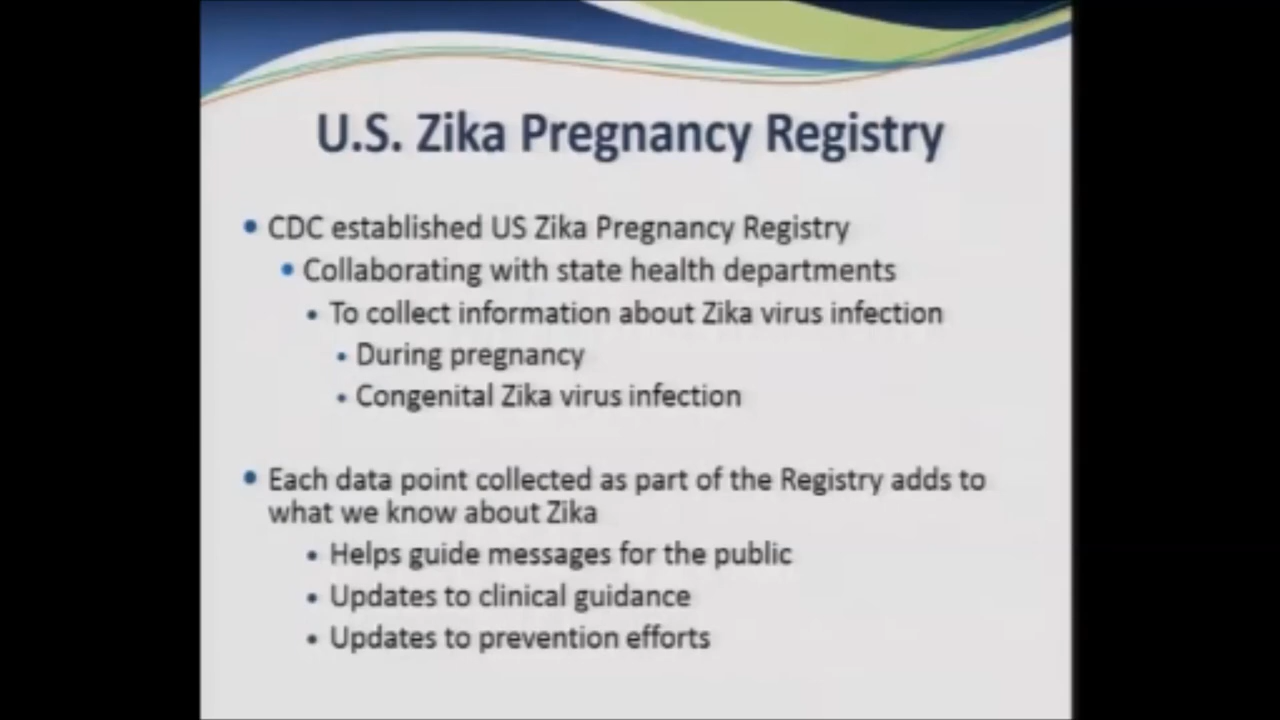 U.S. Zika Pregnancy Registry
• CDC established US Zika Pregnancy Registry
• Collaborating with state health departments
• To collect information about Zika virus infection
• During pregnancy
• Congenital Zika virus infection
• Each data point collected as part of the Registry adds to
what we know about Zika
• Helps guide messages for the public
• Updates to clinical guidance
• Updates to prevention efforts